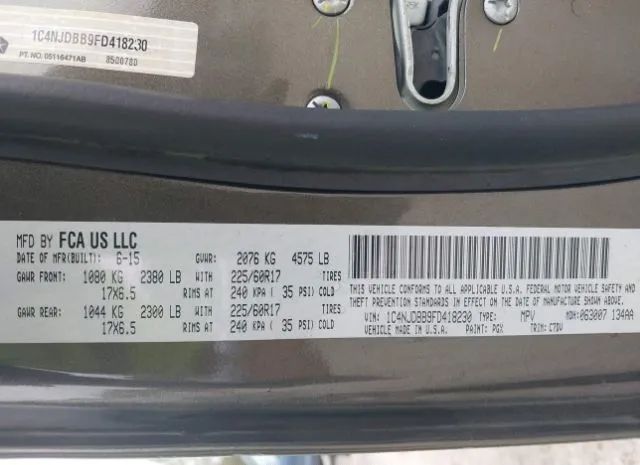 1C4NJDBB9FD418230
PT. NO. 05116471AB 8500780
MFD BY FCA US LLC
DATE OF MFR(BUILT): 6-15 GVWR: 2076 KG 4575 LB
GAWR FRONT: 1080 KG 2380 LB WITH 225/60R17 TIRES
17X6.5 RIMS AT 240 KPA ( 35 PSI) COLD
GAWR REAR: 1044 KG 2300 LB WITH 225/60R17 TIRES
17X6.5 RIMS AT 240 KPA ( 35 PSI) COLD
THIS VEHICLE CONFORMS TO ALL APPLICABLE U.S.A. FEDERAL MOTOR VEHICLE SAFETY AND
THEFT PREVENTION STANDARDS IN EFFECT ON THE DATE OF MANUFACTURE SHOWN ABOVE.
VIN: 1C4NJDBB9FD418230 TYPE: MPV MDH: 063007 134AA
VEHICLE MADE IN U.S.A. PAINT: PGX TRIM: C7DV